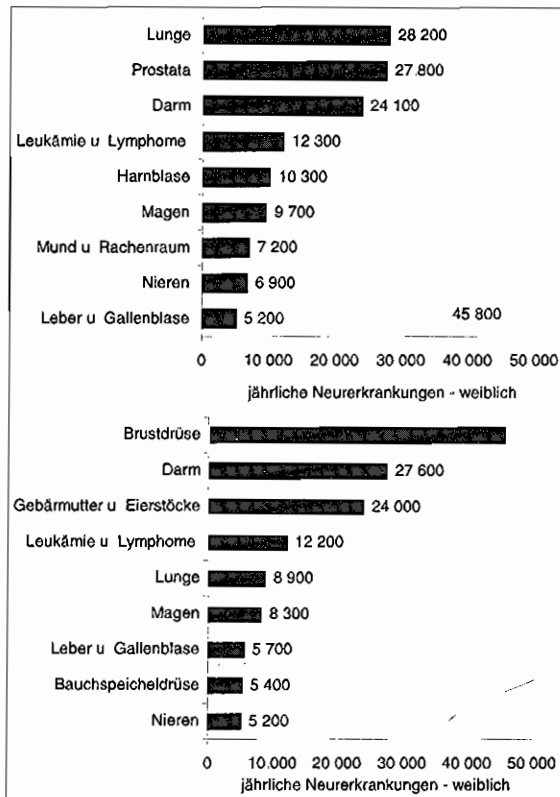 Lunge 28 200
Prostata 27 800
Darm 24 100
Leukämie u Lymphome 12 300
Harnblase 10 300
Magen 9 700
Mund u Rachenraum 7 200
Nieren 6 900
Leber u Gallenblase 5 200 45 800
0 10 000 20 000 30 000 40 000 50 000
jährliche Neurerkrankungen - weiblich
Brustdrüse
Darm 27 600
Gebärmutter u Eierstöcke 24 000
Leukämie u Lymphome 12 200
Lunge 8 900
Magen 8 300
Leber u Gallenblase 5 700
Bauchspeicheldrüse 5 400
Nieren 5 200
0 10 000 20 000 30 000 40 000 50 000
jährliche Neurerkrankungen - weiblich